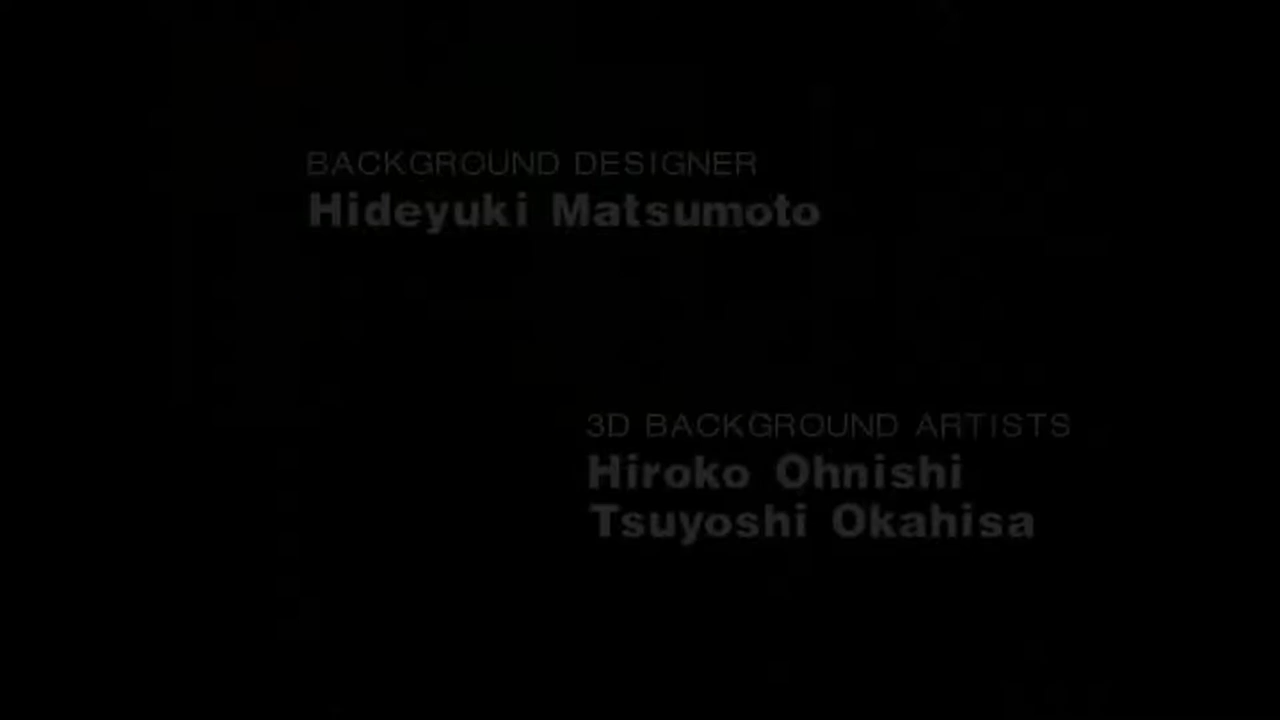 BACKGROUND DESIGNER
Hideyuki Matsumoto
3D BACKGROUND ARTISTS
Hiroko Ohnishi
Tsuyoshi Okahisa